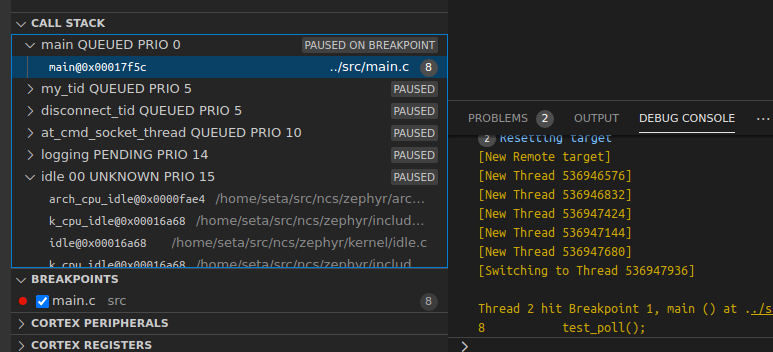 CALL STACK
main QUEUED PRIO 0 PAUSED ON BREAKPOINT
main@0x00017f5c ../src/main.c 8
my_tid QUEUED PRIO 5 PAUSED
disconnect_tid QUEUED PRIO 5 PAUSED
at_cmd_socket_thread QUEUED PRIO 10 PAUSED
logging PENDING PRIO 14 PAUSED
idle 00 UNKNOWN PRIO 15 PAUSED
arch_cpu_idle@0x0000fae4 /home/seta/src/ncs/zephyr/arc…
k_cpu_idle@0x00016a68 /home/seta/src/ncs/zephyr/includ…
idle@0x00016a68 /home/seta/src/ncs/zephyr/kernel/idle.c
k_cpu_idle@0x00016a68 /home/seta/src/ncs/zephyr/includ…
BREAKPOINTS
main.c src 8
CORTEX PERIPHERALS
CORTEX REGISTERS
PROBLEMS 2 OUTPUT DEBUG CONSOLE ···
2 Resetting target
[New Remote target]
[New Thread 536946576]
[New Thread 536946832]
[New Thread 536947424]
[New Thread 536947144]
[New Thread 536947680]
[Switching to Thread 536947936]
Thread 2 hit Breakpoint 1, main () at ../s
8 test_poll();